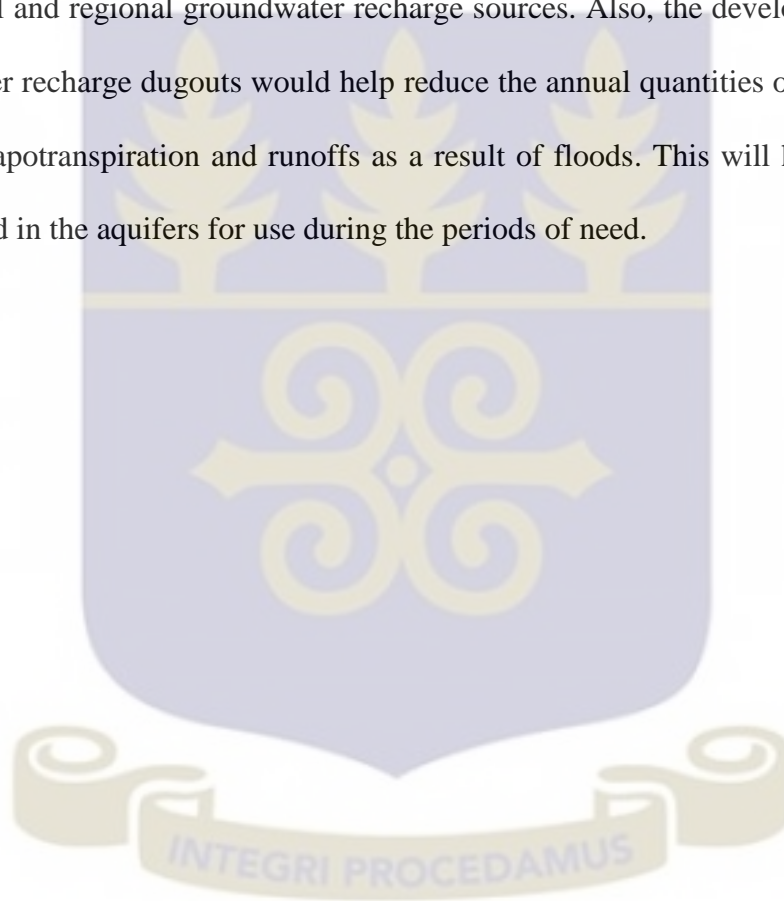 and regional groundwater recharge sources. Also, the
recharge dugouts would help reduce the annual quantities
and runoffs as a result of floods. This will
in the aquifers for use during the periods of need.
INTEGRI PROCEDAMUS